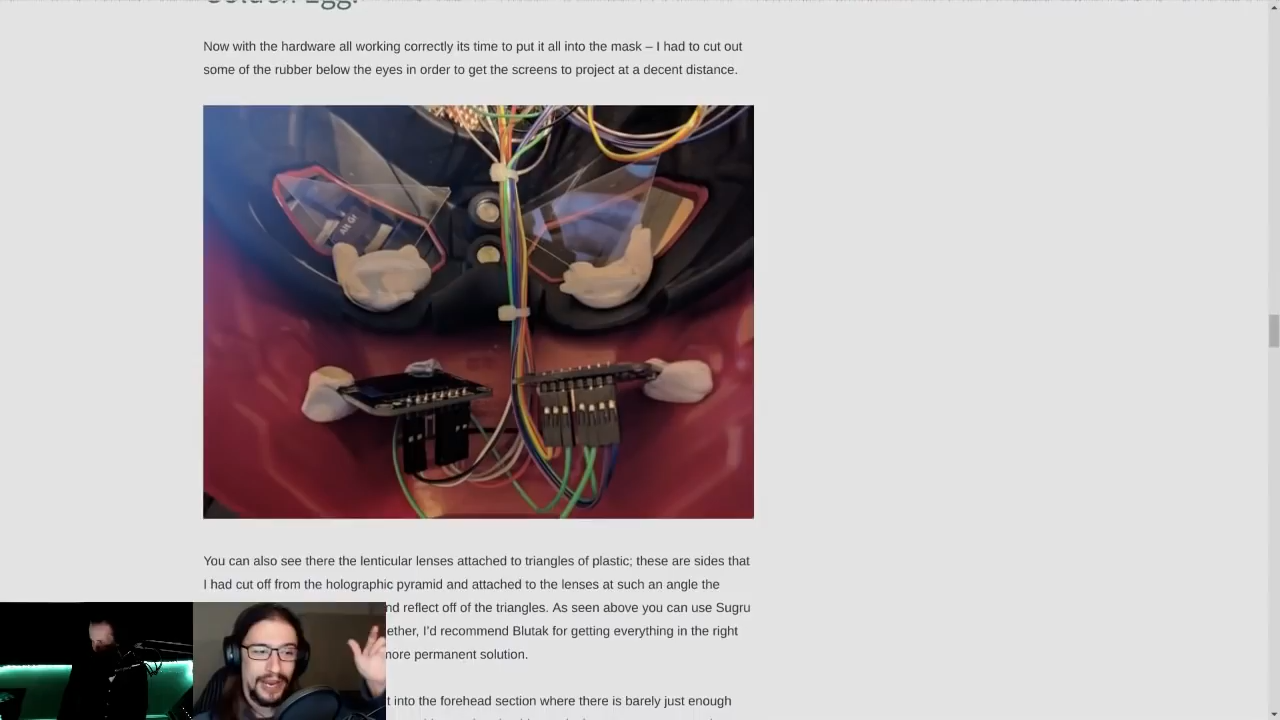 Golden Egg!
Now with the hardware all working correctly its time to put it all into the mask – I had to cut out
some of the rubber below the eyes in order to get the screens to project at a decent distance.
Alt Gr
You can also see there the lenticular lenses attached to triangles of plastic; these are sides that
I had cut off from the holographic pyramid and attached to the lenses at such an angle the
nd reflect off of the triangles. As seen above you can use Sugru
ether, I'd recommend Blutak for getting everything in the right
more permanent solution.
t into the forehead section where there is barely just enough